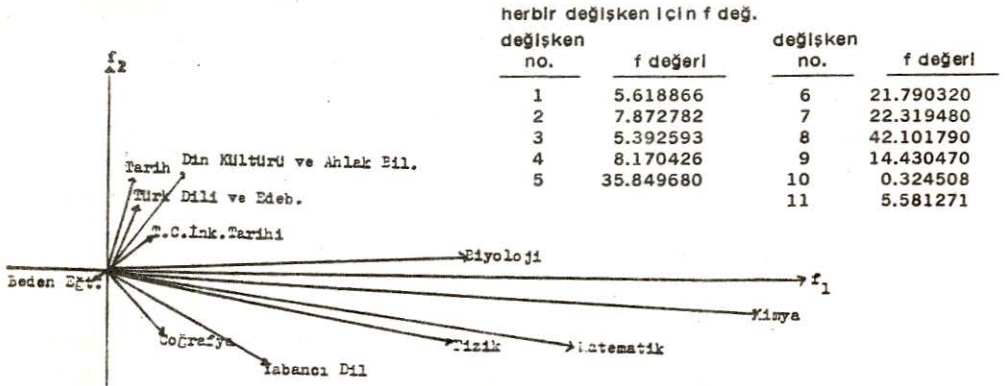 herbir değişken için f değ.
değişken no. f değeri değişken no. f değeri
1 5.618866 6 21.790320
2 7.872782 7 22.319480
3 5.392593 8 42.101790
4 8.170426 9 14.430470
5 35.849680 10 0.324508
11 5.581271
f2
Tarih Din Kültürü ve Ahlak Bil.
Türk Dili ve Edeb.
T.C.İnk.Tarihi
Biyoloji
Beden Eğt. f1
Kimya
Coğrafya Fizik Matematik
Yabancı Dil